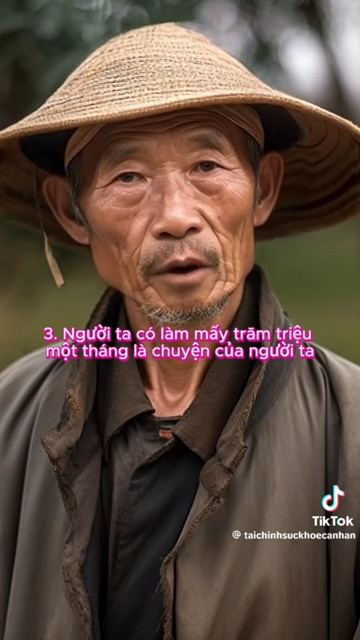 3. Người ta có làm mấy trăm triệu
một tháng là chuyện của người ta
TikTok
@ taichinhsuckhoecanhan